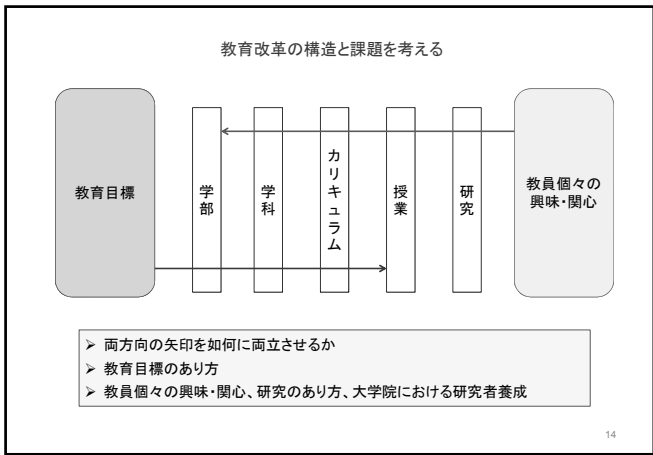 教育改革の構造と課題を考える
教育目標
学部
学科
カリキュラム
授業
研究
教員個々の
興味・関心
➢ 両方向の矢印を如何に両立させるか
➢ 教育目標のあり方
➢ 教員個々の興味・関心、研究のあり方、大学院における研究者養成
14